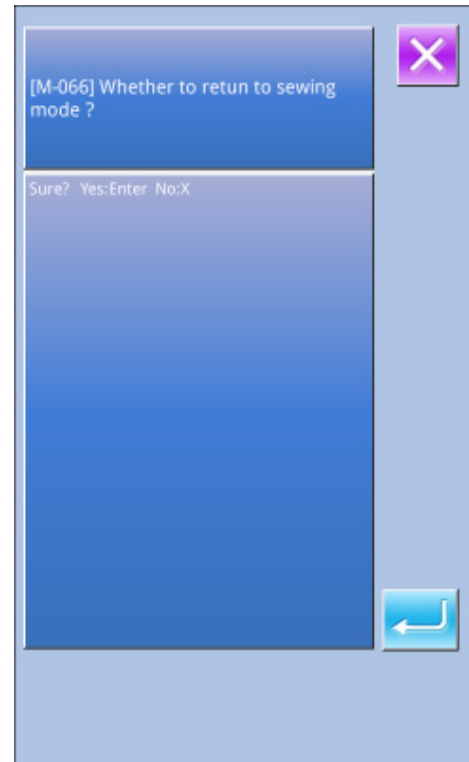 [M-066] Whether to retun to sewing
mode ?
Sure? Yes:Enter No:X